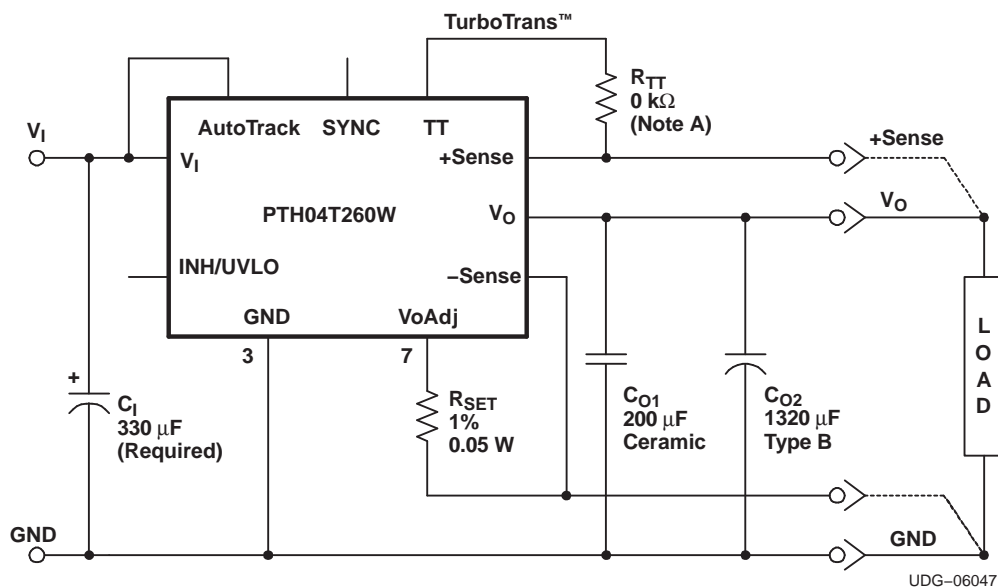 TurboTrans™
R_TT
0 kΩ
(Note A)
AutoTrack SYNC TT
V_I
V_I
+Sense
+Sense
PTH04T260W
V_O
V_O
INH/UVLO
−Sense
GND VoAdj
3 7
+
C_I
330 μF
(Required)
R_SET
1%
0.05 W
C_O1
200 μF
Ceramic
C_O2
1320 μF
Type B
L
O
A
D
GND
GND
UDG−06047